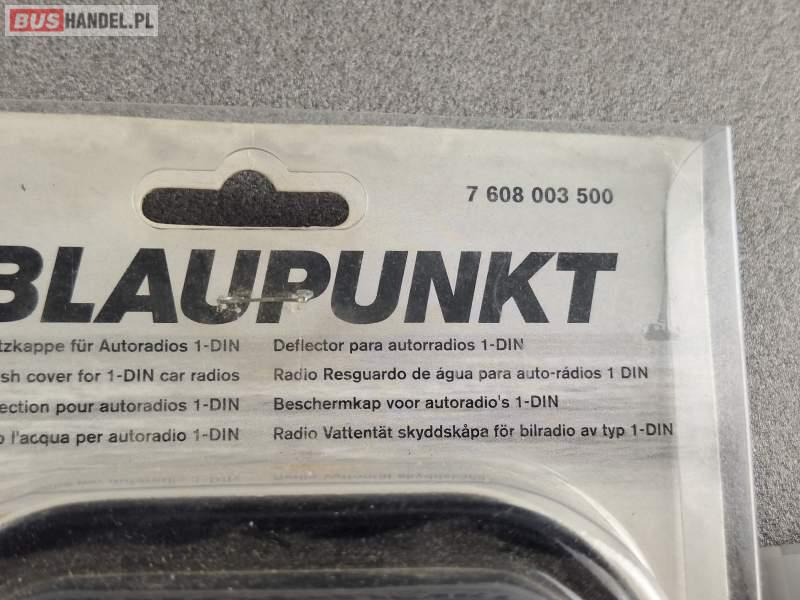 BUSHANDEL.PL
7 608 003 500
BLAUPUNKT
tzkappe für Autoradios 1-DIN
sh cover for 1-DIN car radios
ection pour autoradios 1-DIN
o l'acqua per autoradio 1-DIN
Deflector para autorradios 1-DIN
Radio Resguardo de água para auto-rádios 1 DIN
Beschermkap voor autoradio's 1-DIN
Radio Vattentät skyddskåpa för bilradio av typ 1-DIN